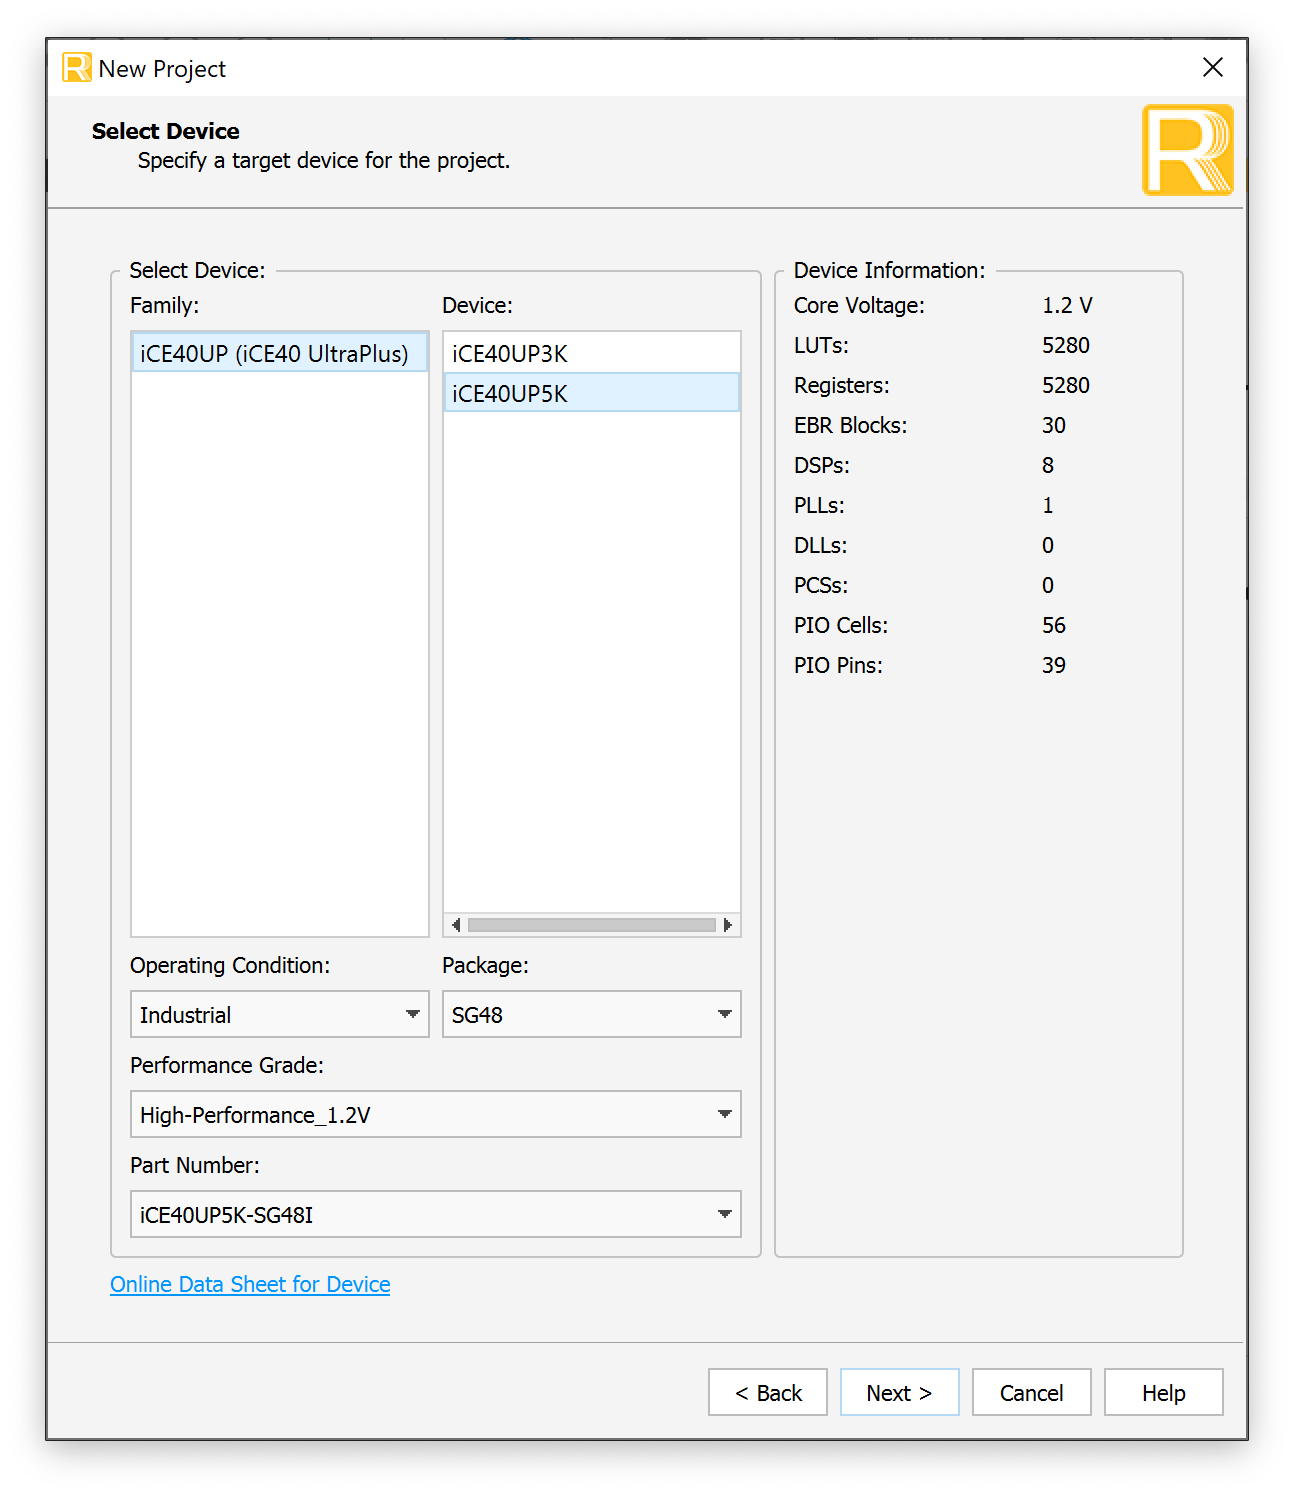 New Project
Select Device
Specify a target device for the project.
Select Device:
Family:
Device:
iCE40UP (iCE40 UltraPlus)
iCE40UP3K
iCE40UP5K
Operating Condition:
Package:
Industrial
SG48
Performance Grade:
High-Performance_1.2V
Part Number:
iCE40UP5K-SG48I
Device Information:
Core Voltage: 1.2 V
LUTs: 5280
Registers: 5280
EBR Blocks: 30
DSPs: 8
PLLs: 1
DLLs: 0
PCSs: 0
PIO Cells: 56
PIO Pins: 39
Online Data Sheet for Device
< Back
Next >
Cancel
Help